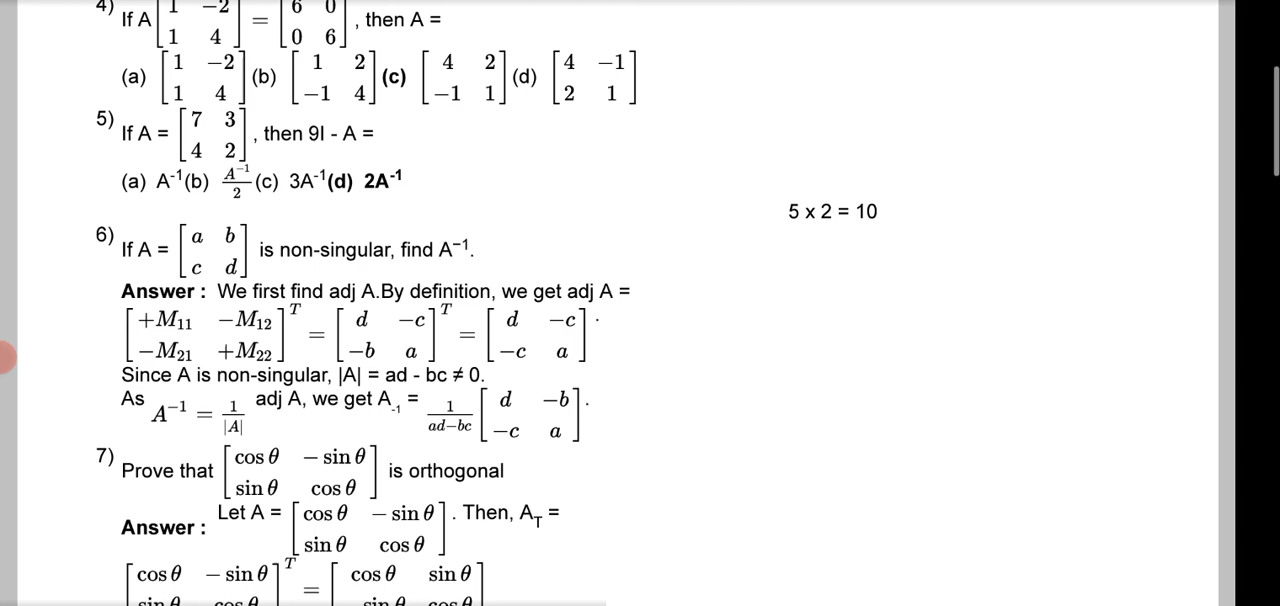 4) If A [1 −2; 1 4] = [6 0; 0 6], then A =
(a) [1 −2; 1 4] (b) [1 2; −1 4] (c) [4 2; −1 1] (d) [4 −1; 2 1]
5) If A = [7 3; 4 2], then 9I - A =
(a) A⁻¹(b) A⁻¹/2 (c) 3A⁻¹(d) 2A⁻¹
5 x 2 = 10
6) If A = [a b; c d] is non-singular, find A⁻¹.
Answer : We first find adj A.By definition, we get adj A =
[+M₁₁ −M₁₂; −M₂₁ +M₂₂]ᵀ = [d −c; −b a]ᵀ = [d −c; −c a].
Since A is non-singular, |A| = ad - bc ≠ 0.
As A⁻¹ = 1/|A| adj A, we get A₋₁ = 1/ad−bc [d −b; −c a].
7) Prove that [cos θ − sin θ; sin θ cos θ] is orthogonal
Answer : Let A = [cos θ − sin θ; sin θ cos θ]. Then, A_T =
[cos θ − sin θ; sin θ cos θ]ᵀ = [cos θ sin θ; sin θ cos θ]